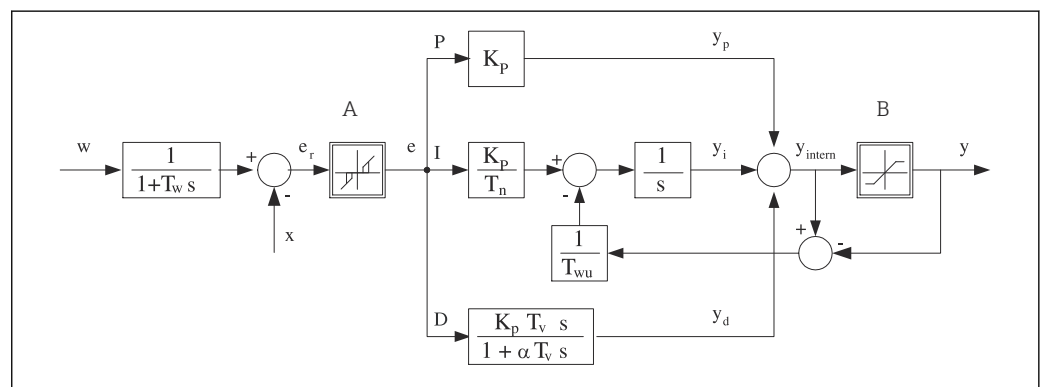 P
K_P
y_p
A
B
w
1
1+T_w s
+
-
e_r
e
I
K_P
T_n
+
-
1
s
y_i
y_intern
y
x
1
T_wu
+
-
D
K_p T_v s
1 + α T_v s
y_d